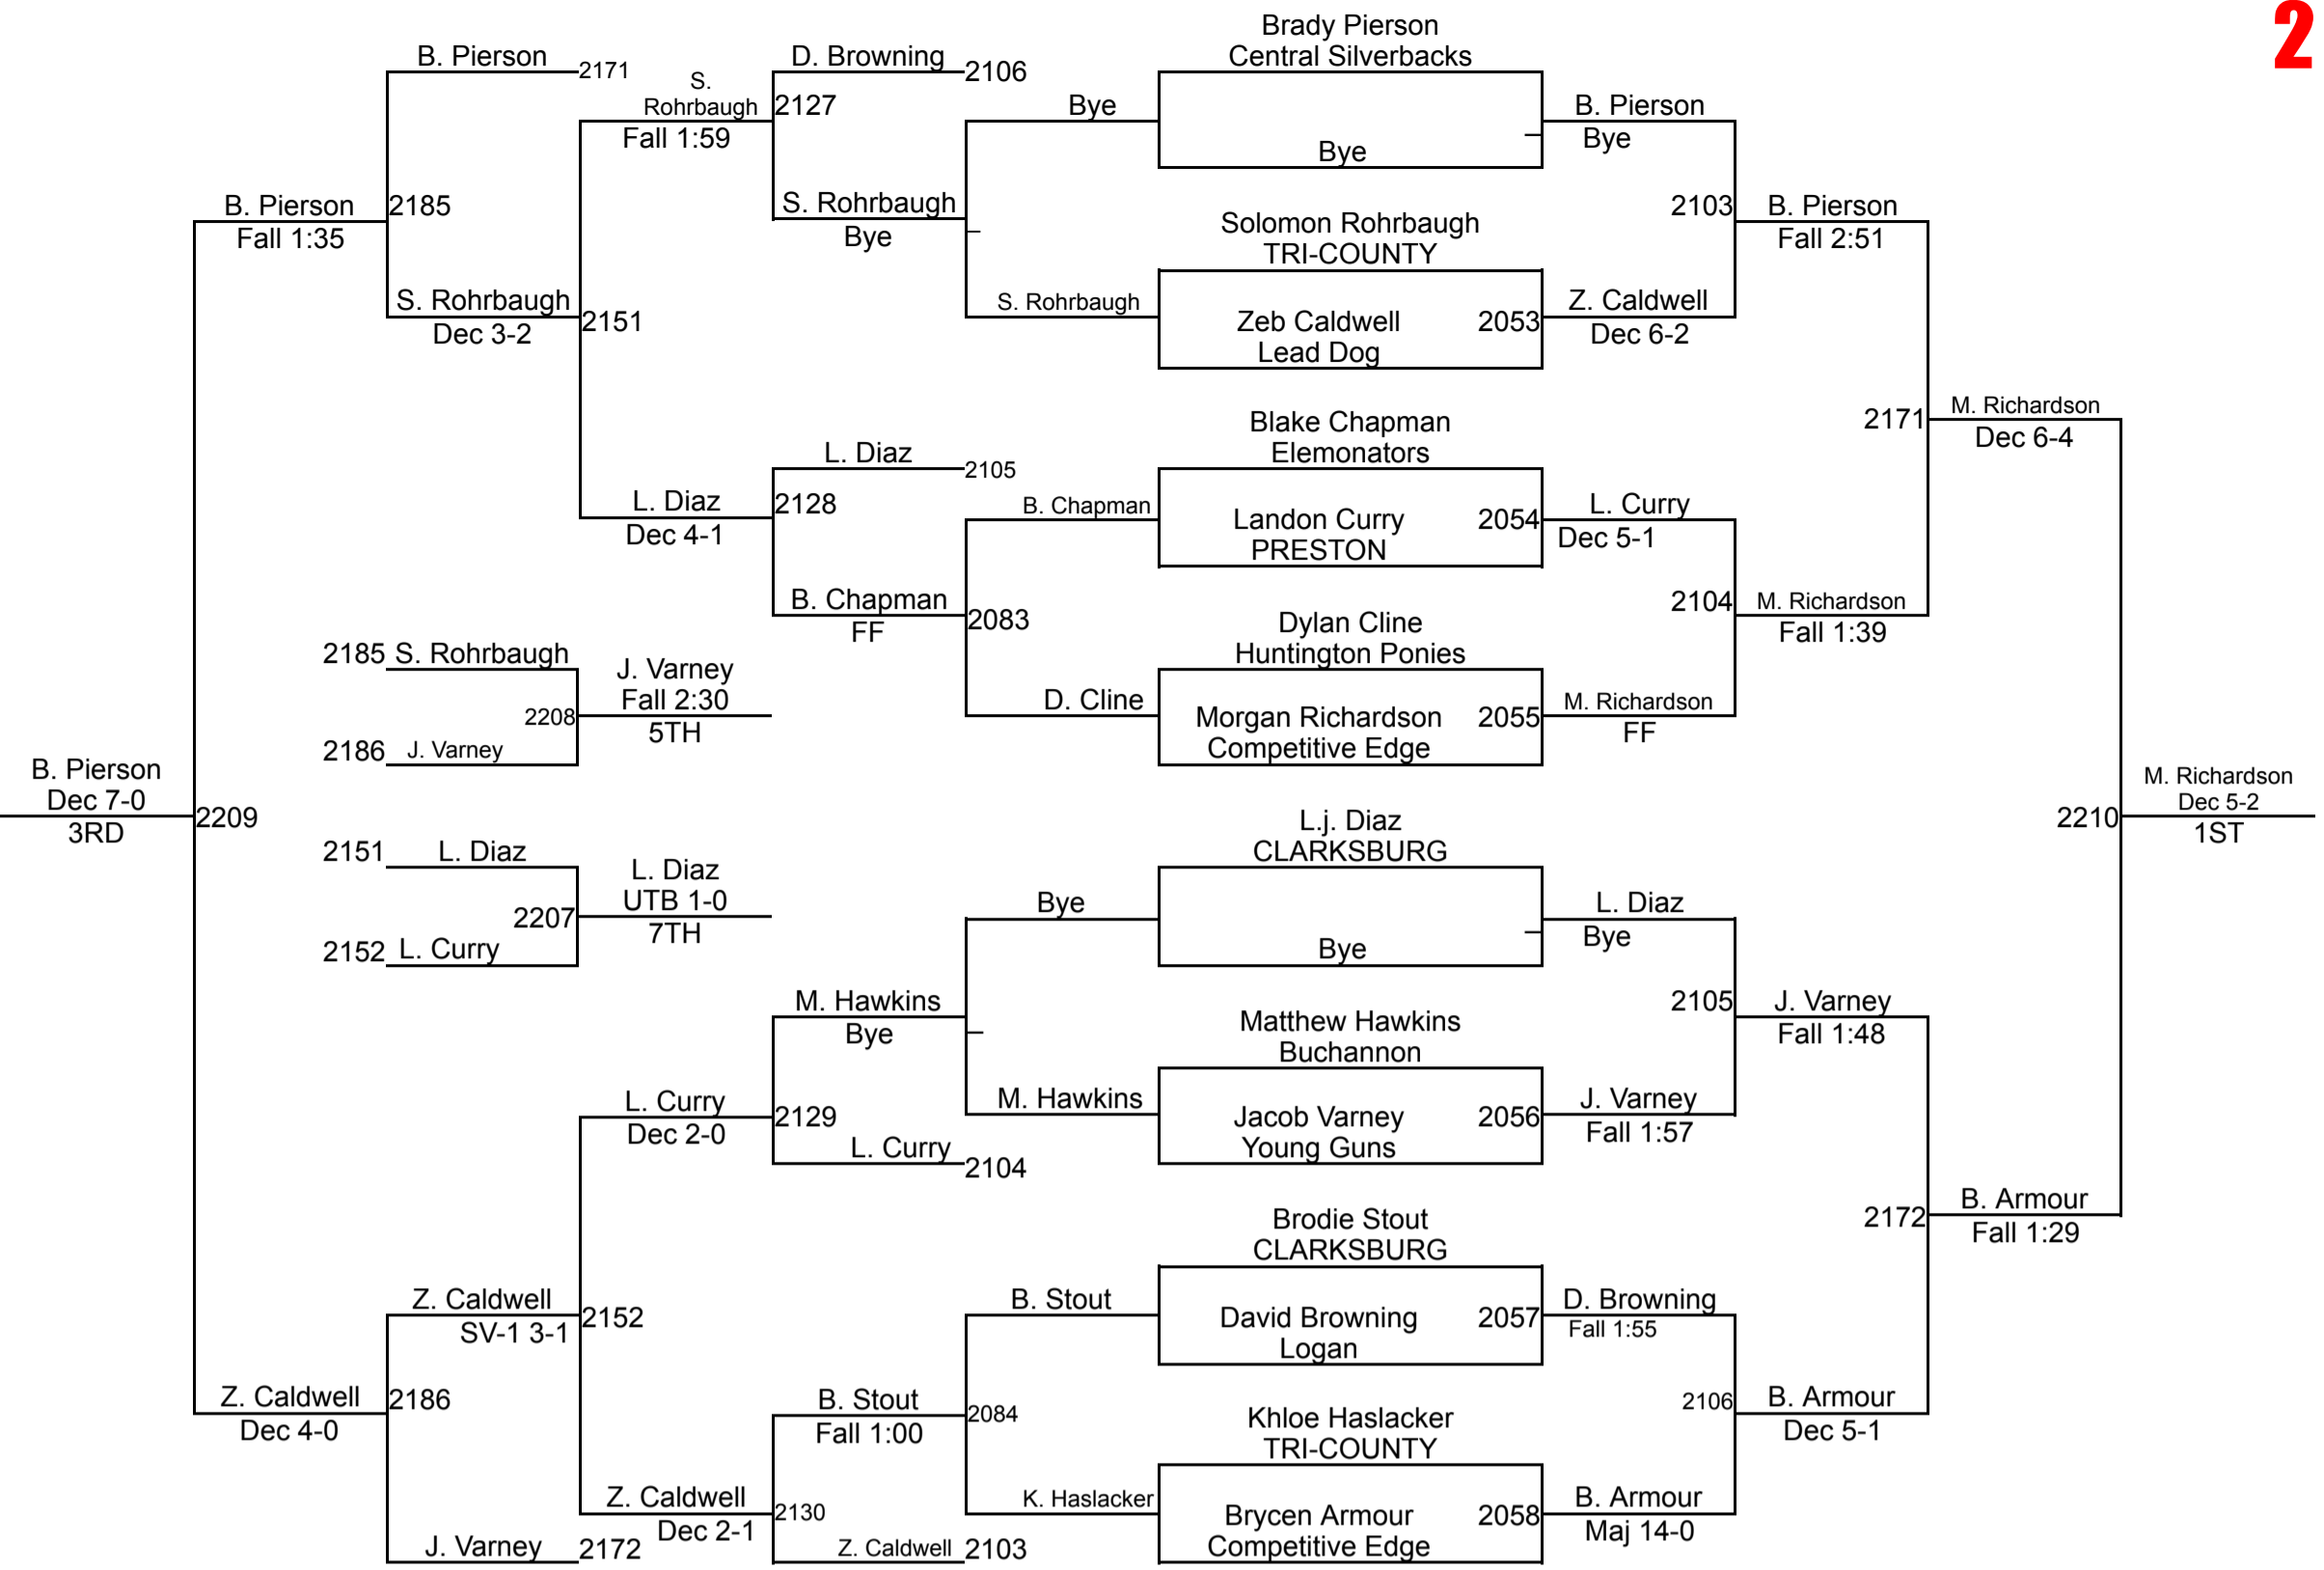 2
Brady Pierson
Central Silverbacks
B. Pierson
2171
D. Browning
2106
S.
Rohrbaugh
2127
Fall 1:59
Bye
Bye
B. Pierson
Bye
B. Pierson
2185
Fall 1:35
S. Rohrbaugh
Bye
2103
B. Pierson
Fall 2:51
Solomon Rohrbaugh
TRI-COUNTY
S. Rohrbaugh
2151
Dec 3-2
S. Rohrbaugh
Zeb Caldwell
2053
Lead Dog
Z. Caldwell
Dec 6-2
Blake Chapman
Elemonators
2171
M. Richardson
Dec 6-4
L. Diaz
2105
L. Diaz
2128
Dec 4-1
B. Chapman
Landon Curry
2054
PRESTON
L. Curry
Dec 5-1
B. Chapman
2083
FF
2104
M. Richardson
Fall 1:39
Dylan Cline
Huntington Ponies
2185
S. Rohrbaugh
J. Varney
Fall 2:30
2208
5TH
2186
J. Varney
D. Cline
Morgan Richardson
2055
Competitive Edge
M. Richardson
FF
B. Pierson
Dec 7-0
2209
3RD
M. Richardson
Dec 5-2
2210
1ST
L.j. Diaz
CLARKSBURG
2151
L. Diaz
L. Diaz
UTB 1-0
2207
7TH
2152
L. Curry
Bye
Bye
L. Diaz
Bye
M. Hawkins
Bye
2105
J. Varney
Fall 1:48
Matthew Hawkins
Buchannon
L. Curry
2129
Dec 2-0
L. Curry
2104
M. Hawkins
Jacob Varney
2056
Young Guns
J. Varney
Fall 1:57
Brodie Stout
CLARKSBURG
2172
B. Armour
Fall 1:29
Z. Caldwell
2152
SV-1 3-1
B. Stout
David Browning
2057
Logan
D. Browning
Fall 1:55
Z. Caldwell
2186
Dec 4-0
B. Stout
2084
Fall 1:00
2106
B. Armour
Dec 5-1
Khloe Haslacker
TRI-COUNTY
Z. Caldwell
2130
Dec 2-1
K. Haslacker
Brycen Armour
2058
Competitive Edge
B. Armour
Maj 14-0
J. Varney
2172
Z. Caldwell
2103